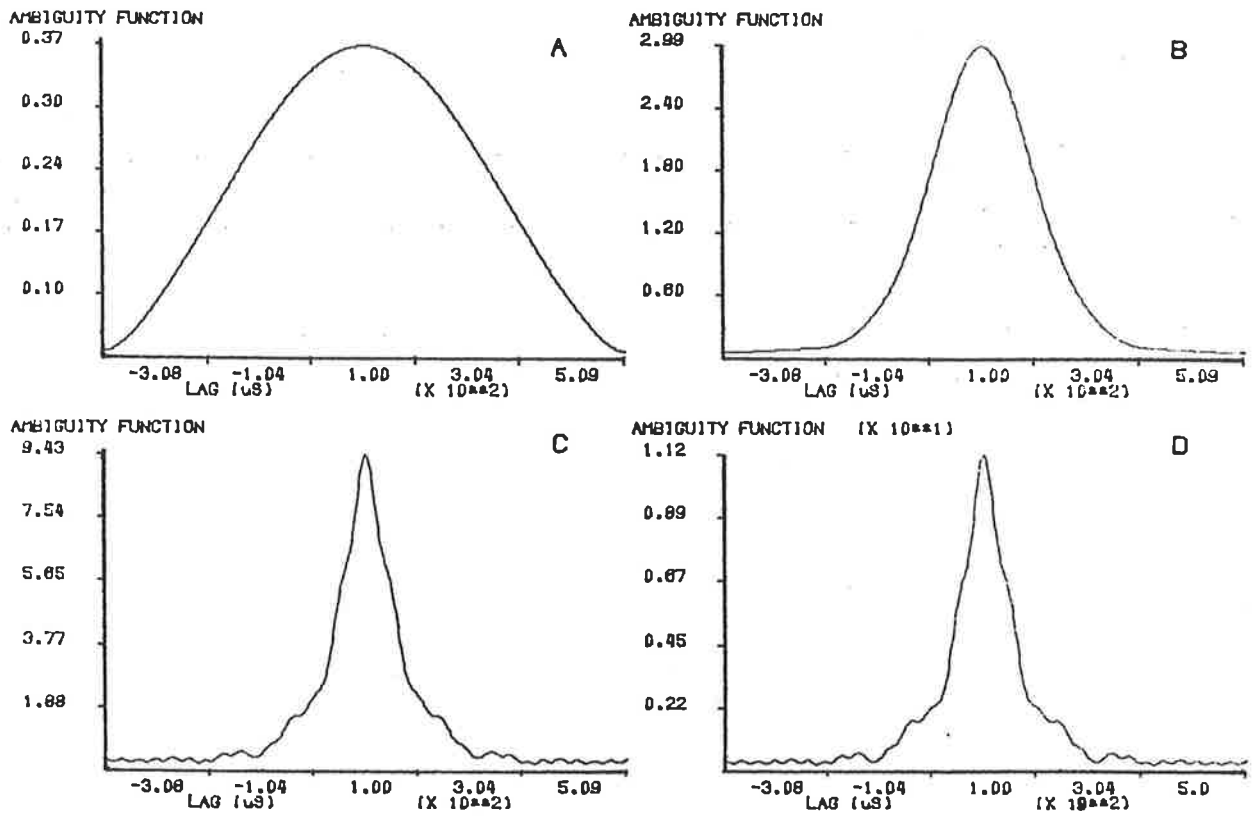 AMBIGUITY FUNCTION
A
0.37
0.30
0.24
0.17
0.10
-3.08 -1.04 1.00 3.04 5.09
LAG (uS) (X 10**2)
AMBIGUITY FUNCTION
B
2.99
2.40
1.80
1.20
0.60
-3.08 -1.04 1.00 3.04 5.09
LAG (uS) (X 10**2)
AMBIGUITY FUNCTION
C
9.43
7.54
5.65
3.77
1.88
-3.08 -1.04 1.00 3.04 5.09
LAG (uS) (X 10**2)
AMBIGUITY FUNCTION (X 10**1)
D
1.12
0.89
0.67
0.45
0.22
-3.08 -1.04 1.00 3.04 5.0
LAG (uS) (X 10**2)